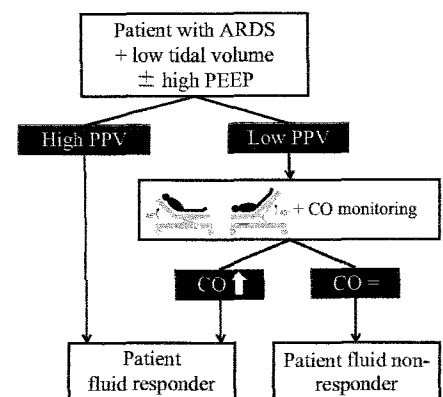 Patient with ARDS
+ low tidal volume
± high PEEP
High PPV
Low PPV
+ CO monitoring
CO
CO =
Patient
fluid responder
Patient fluid non-
responder